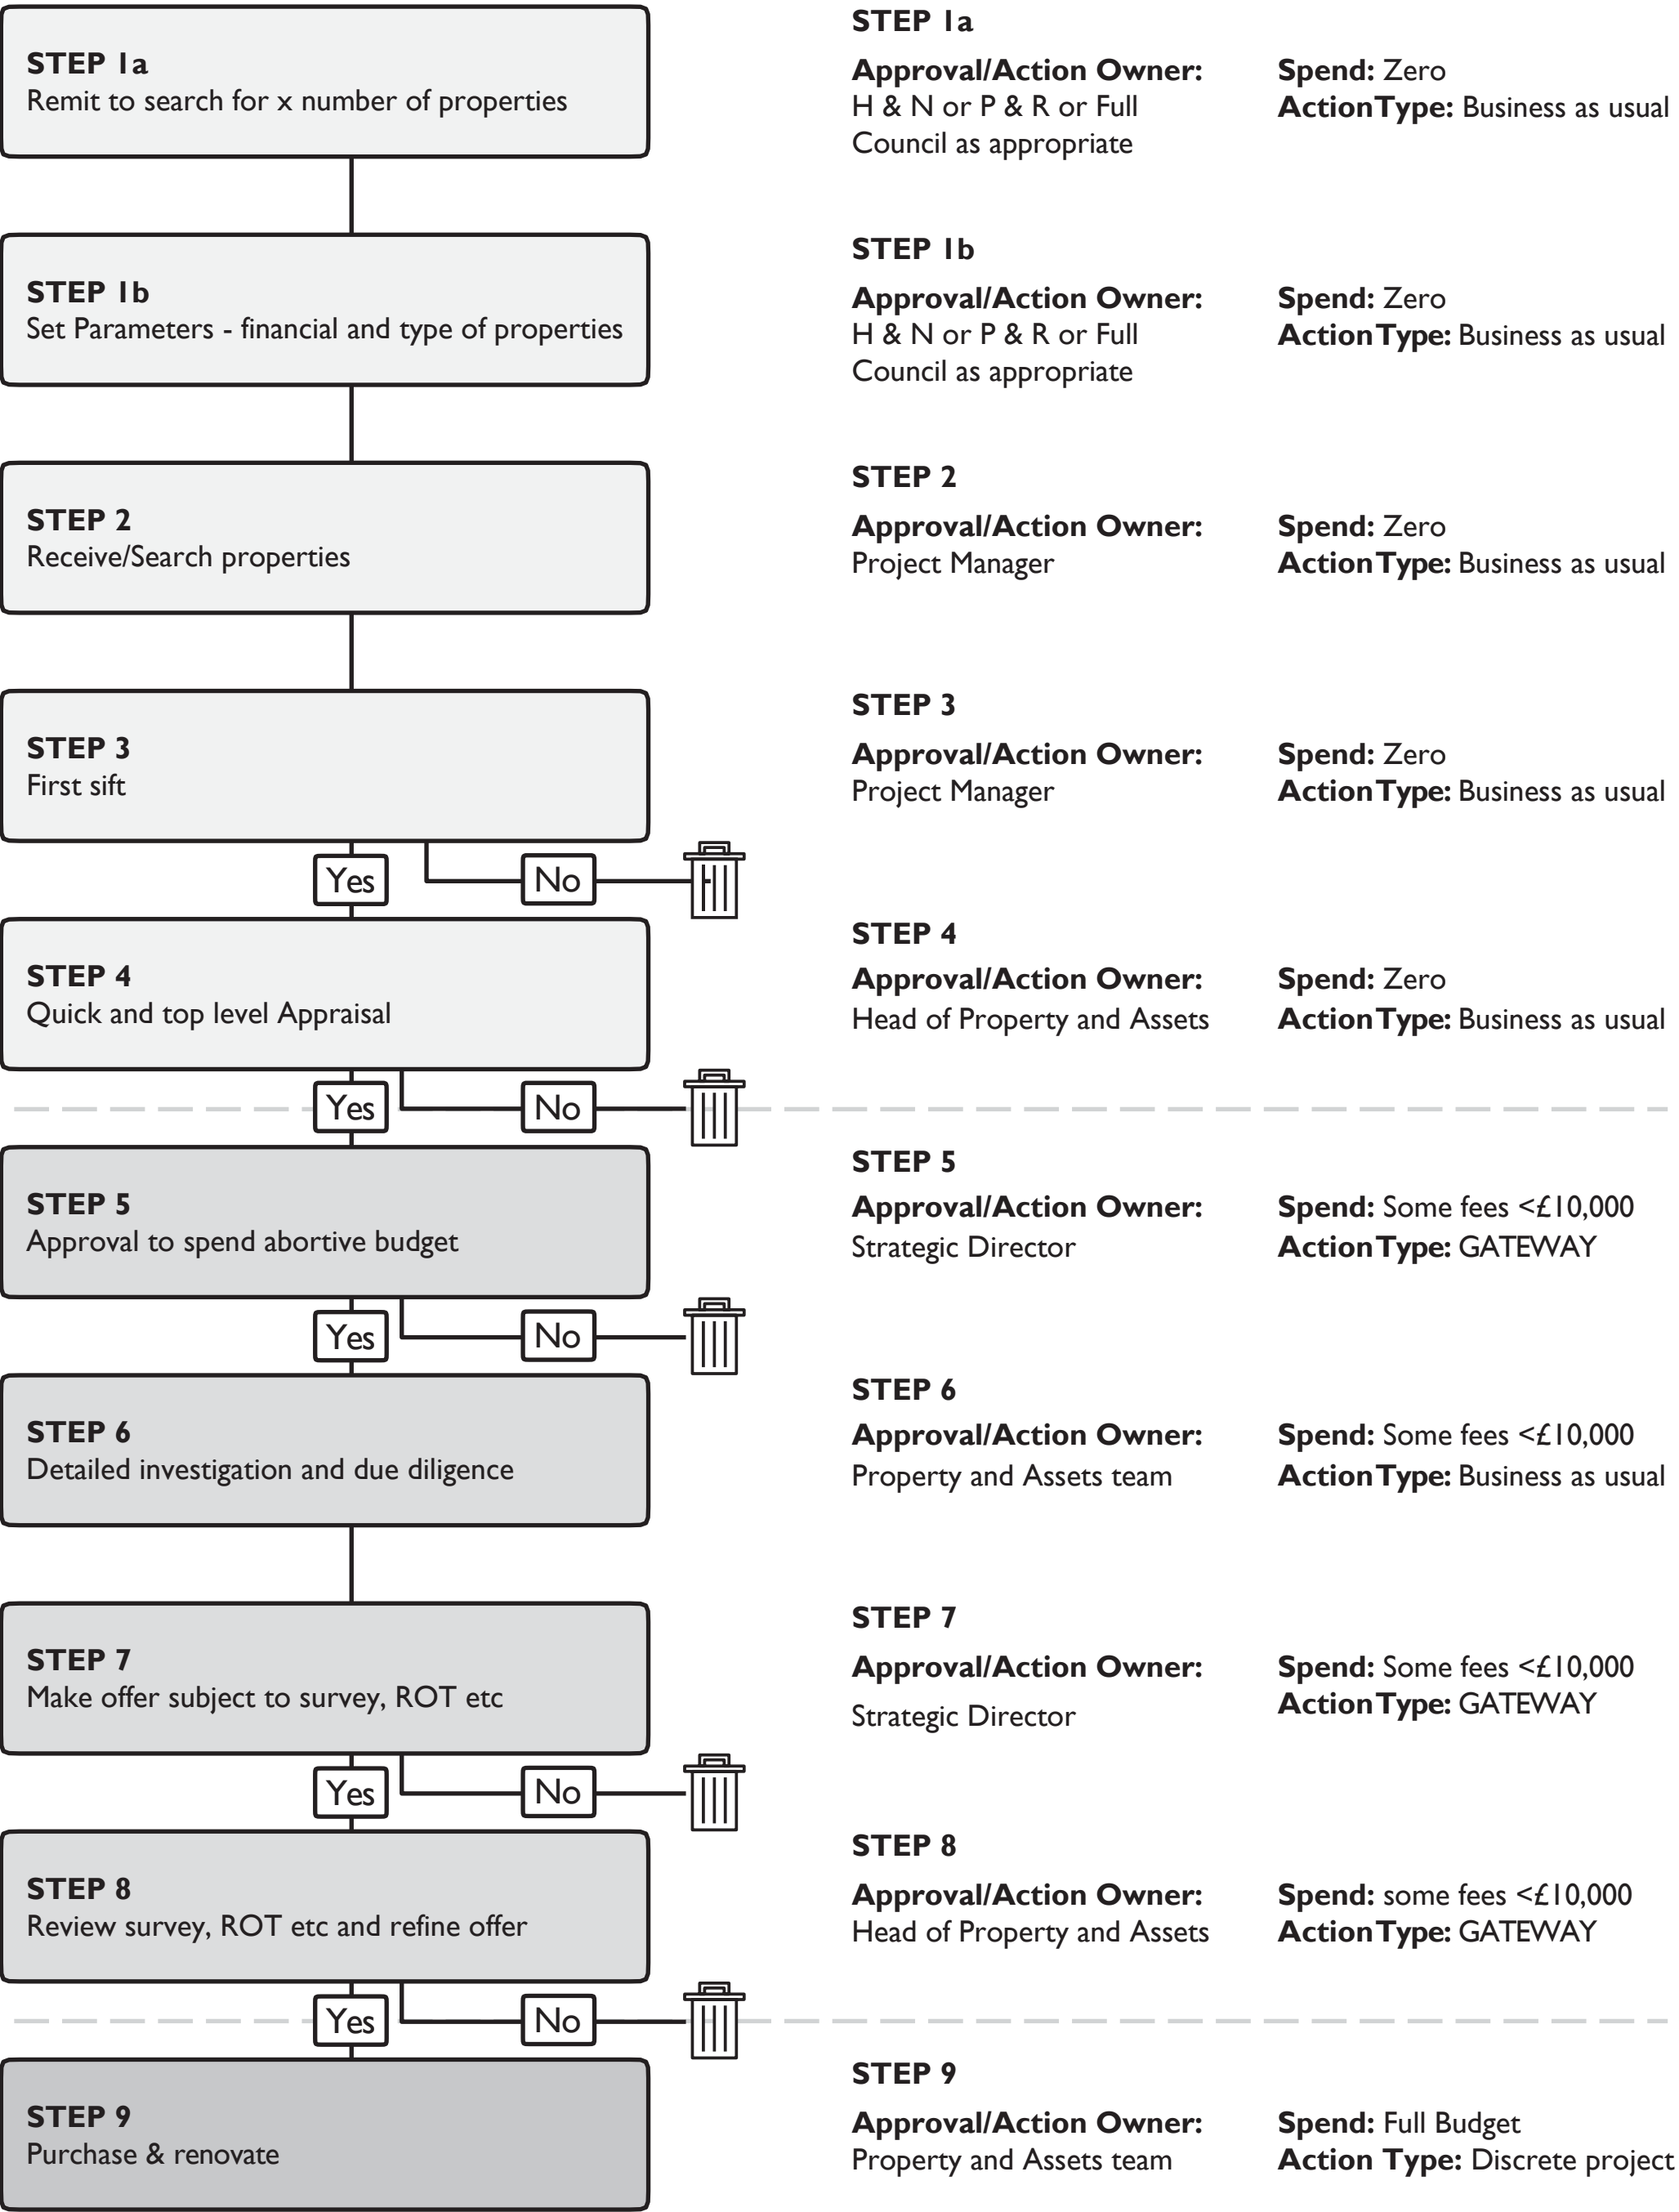 STEP 1a
Remit to search for x number of properties
STEP 1a
Approval/Action Owner:
H & N or P & R or Full
Council as appropriate
Spend: Zero
Action Type: Business as usual
STEP 1b
Set Parameters - financial and type of properties
STEP 1b
Approval/Action Owner:
H & N or P & R or Full
Council as appropriate
Spend: Zero
Action Type: Business as usual
STEP 2
Receive/Search properties
STEP 2
Approval/Action Owner:
Project Manager
Spend: Zero
Action Type: Business as usual
STEP 3
First sift
STEP 3
Approval/Action Owner:
Project Manager
Spend: Zero
Action Type: Business as usual
Yes
No
STEP 4
Quick and top level Appraisal
STEP 4
Approval/Action Owner:
Head of Property and Assets
Spend: Zero
Action Type: Business as usual
Yes
No
STEP 5
Approval to spend abortive budget
STEP 5
Approval/Action Owner:
Strategic Director
Spend: Some fees <£10,000
Action Type: GATEWAY
Yes
No
STEP 6
Detailed investigation and due diligence
STEP 6
Approval/Action Owner:
Property and Assets team
Spend: Some fees <£10,000
Action Type: Business as usual
STEP 7
Make offer subject to survey, ROT etc
STEP 7
Approval/Action Owner:
Strategic Director
Spend: Some fees <£10,000
Action Type: GATEWAY
Yes
No
STEP 8
Review survey, ROT etc and refine offer
STEP 8
Approval/Action Owner:
Head of Property and Assets
Spend: some fees <£10,000
Action Type: GATEWAY
Yes
No
STEP 9
Purchase & renovate
STEP 9
Approval/Action Owner:
Property and Assets team
Spend: Full Budget
Action Type: Discrete project